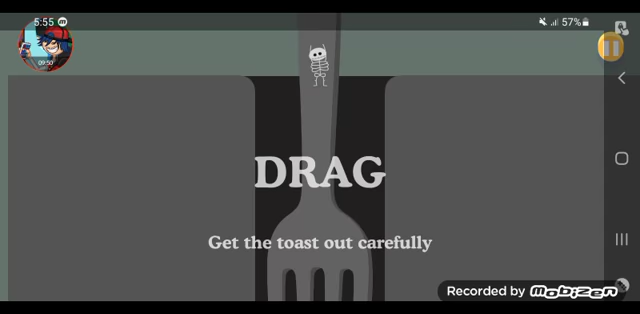 5:55
57%
09:50
DRAG
Get the toast out carefully
Recorded by Mobizen